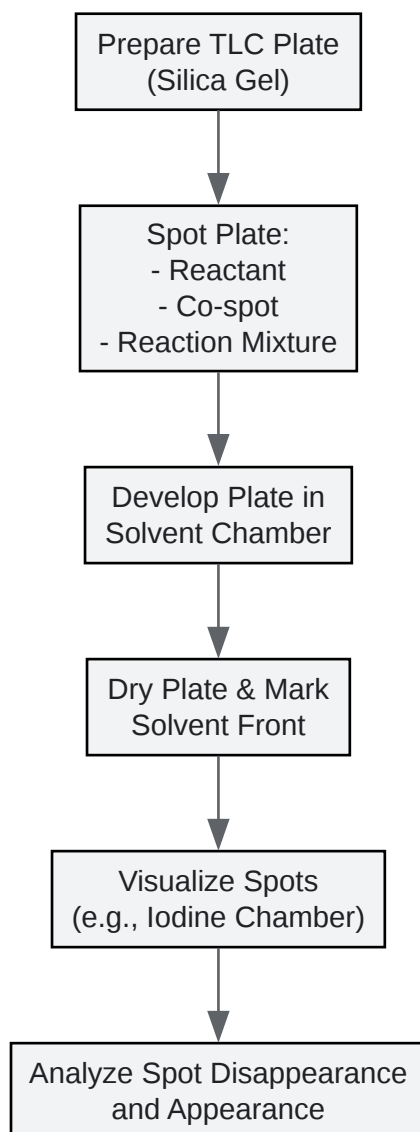 Prepare TLC Plate
(Silica Gel)
Spot Plate:
- Reactant
- Co-spot
- Reaction Mixture
Develop Plate in
Solvent Chamber
Dry Plate & Mark
Solvent Front
Visualize Spots
(e.g., Iodine Chamber)
Analyze Spot Disappearance
and Appearance